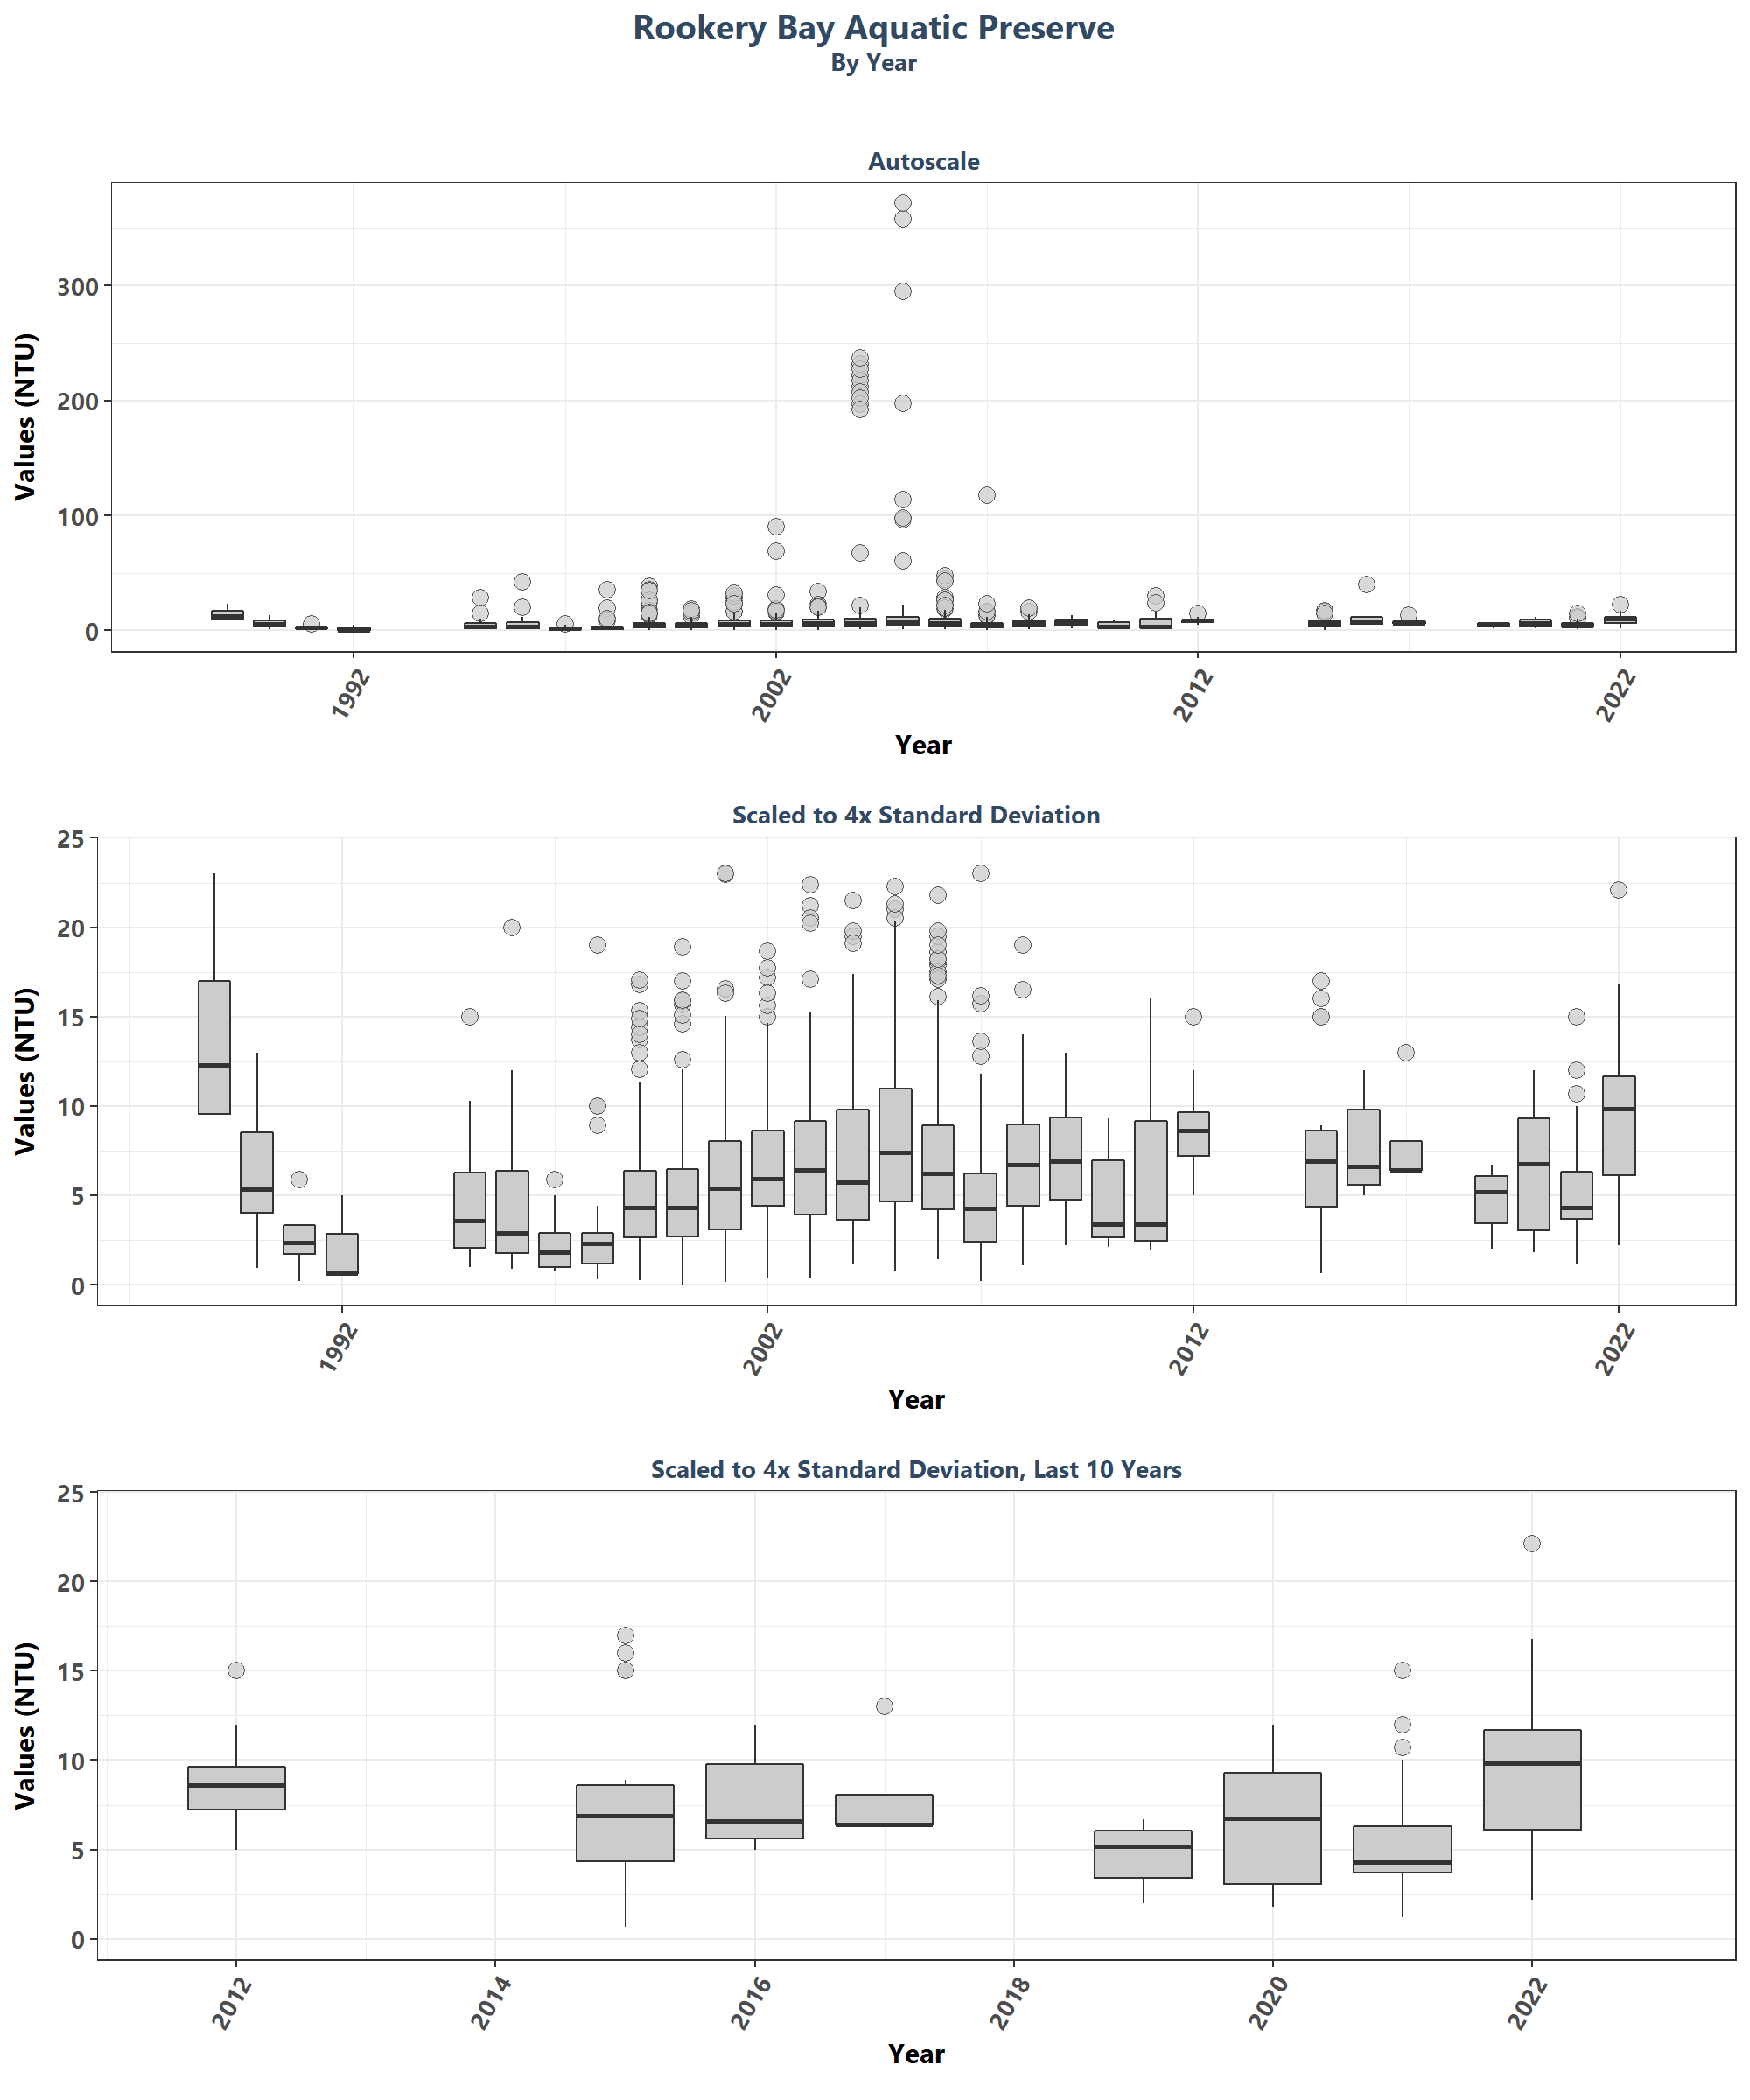 Rookery Bay Aquatic Preserve
By Year
Autoscale
Values (NTU)
300
200
100
0
1992
2002
2012
2022
Year
Scaled to 4x Standard Deviation
Values (NTU)
25
20
15
10
5
0
1992
2002
2012
2022
Year
Scaled to 4x Standard Deviation, Last 10 Years
Values (NTU)
25
20
15
10
5
0
2012
2014
2016
2018
2020
2022
Year